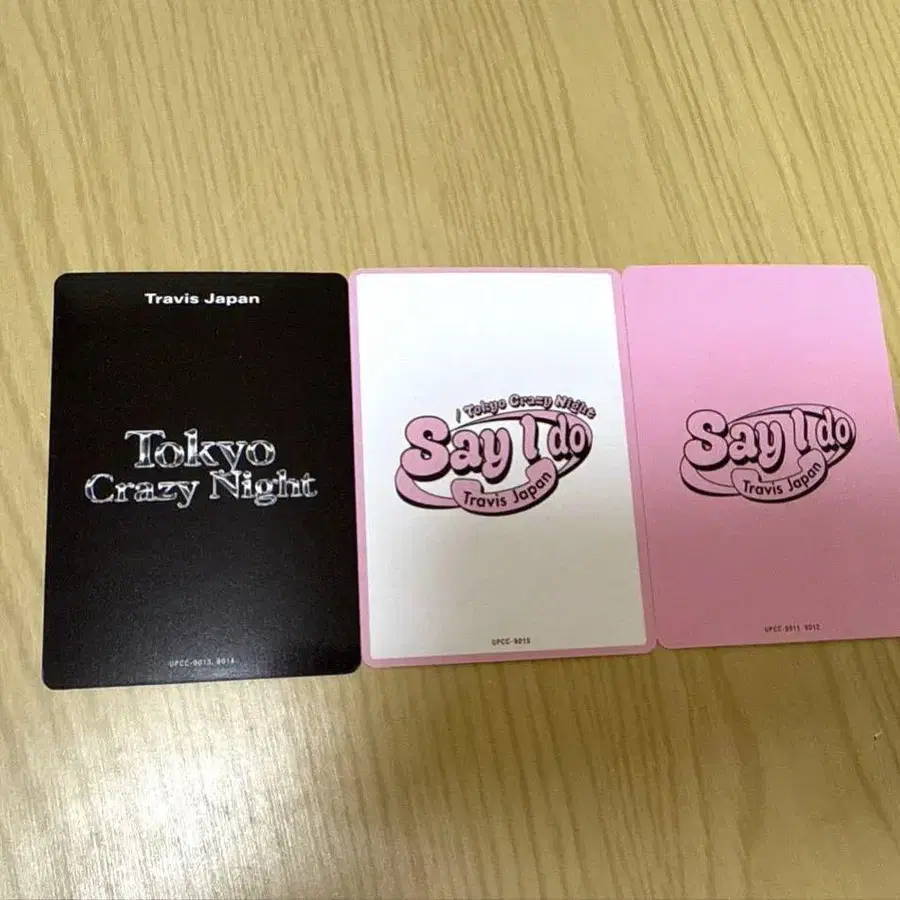 Travis Japan
Tokyo
Crazy Night
UPCC-9013, 9014
/ Tokyo Crazy Night
Say I do
Travis Japan
UPCC-9015
Say I do
Travis Japan
UPCC-9011, 9012